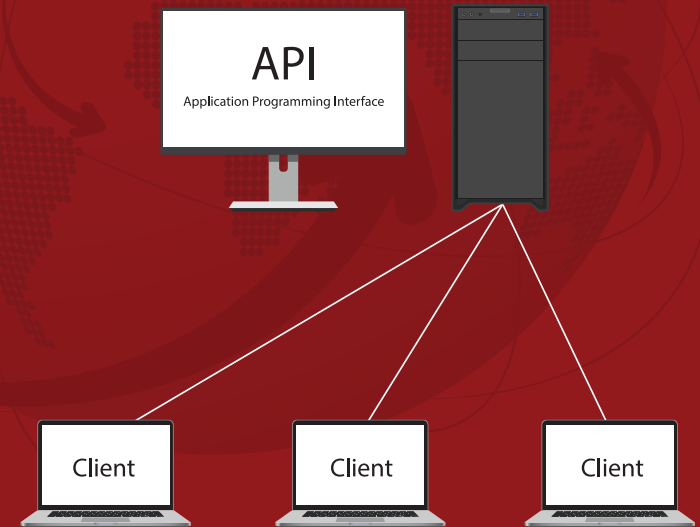 API
Application Programming Interface
Client
Client
Client